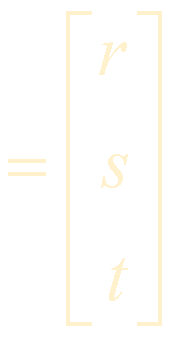 = [ r
s
t ]